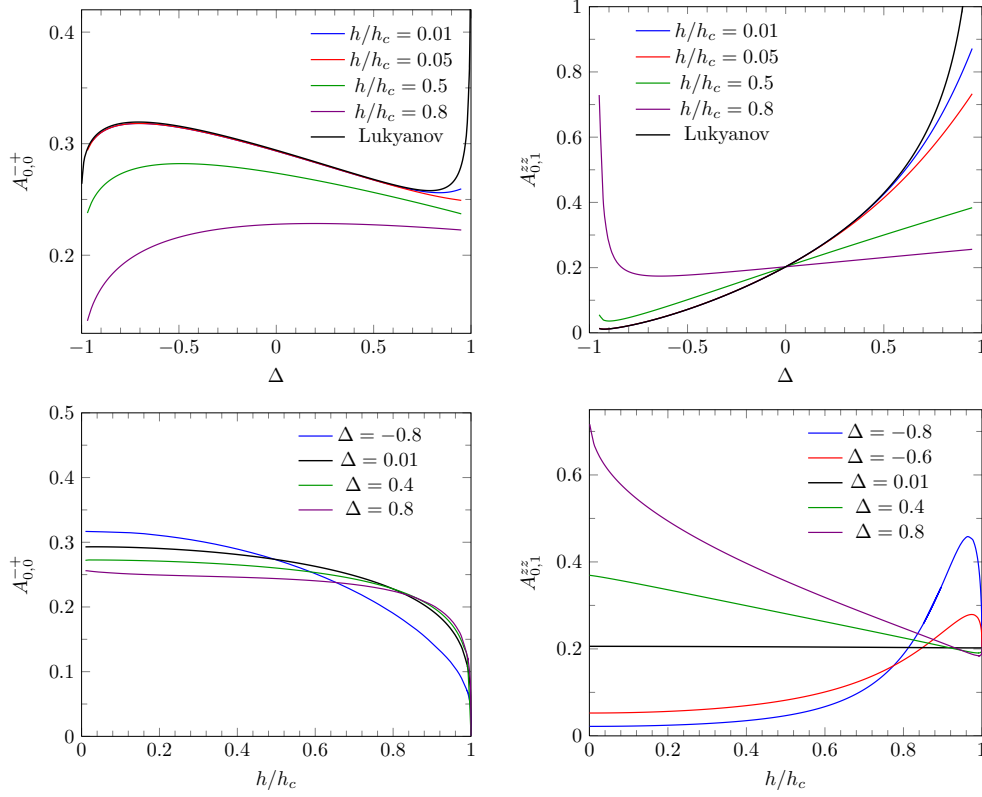 0.4
0.3
0.2
−1
−0.5
0
0.5
1
Δ
A_{0,0}^{−+}
h/h_c = 0.01
h/h_c = 0.05
h/h_c = 0.5
h/h_c = 0.8
Lukyanov
1
0.8
0.6
0.4
0.2
0
−1
−0.5
0
0.5
1
Δ
A_{0,1}^{zz}
h/h_c = 0.01
h/h_c = 0.05
h/h_c = 0.5
h/h_c = 0.8
Lukyanov
0.5
0.4
0.3
0.2
0.1
0
0
0.2
0.4
0.6
0.8
1
h/h_c
A_{0,0}^{−+}
Δ = −0.8
Δ = 0.01
Δ = 0.4
Δ = 0.8
0.6
0.4
0.2
0
0
0.2
0.4
0.6
0.8
1
h/h_c
A_{0,1}^{zz}
Δ = −0.8
Δ = −0.6
Δ = 0.01
Δ = 0.4
Δ = 0.8